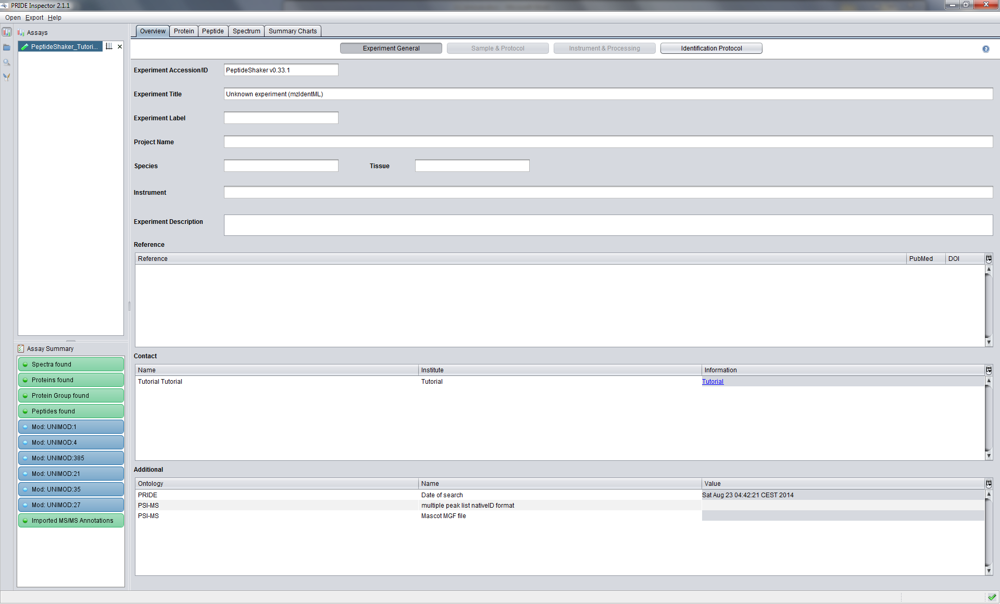 PRIDE Inspector 2.1.1
Open Export Help
Assays
PeptideShaker_Tutori...
Overview Protein Peptide Spectrum Summary Charts
Experiment General Sample & Protocol Instrument & Processing Identification Protocol
Experiment Accession/ID PeptideShaker v0.33.1
Experiment Title Unknown experiment (mzIdentML)
Experiment Label
Project Name
Species Tissue
Instrument
Experiment Description
Reference
Reference PubMed DOI
Contact
Name Institute Information
Tutorial Tutorial Tutorial Tutorial
Additional
Ontology Name Value
PRIDE Date of search Sat Aug 23 04:42:21 CEST 2014
PSI-MS multiple peak list nativeID format
PSI-MS Mascot MGF file
Assay Summary
Spectra found
Proteins found
Protein Group found
Peptides found
Mod: UNIMOD:1
Mod: UNIMOD:4
Mod: UNIMOD:385
Mod: UNIMOD:21
Mod: UNIMOD:35
Mod: UNIMOD:27
Imported MS/MS Annotations